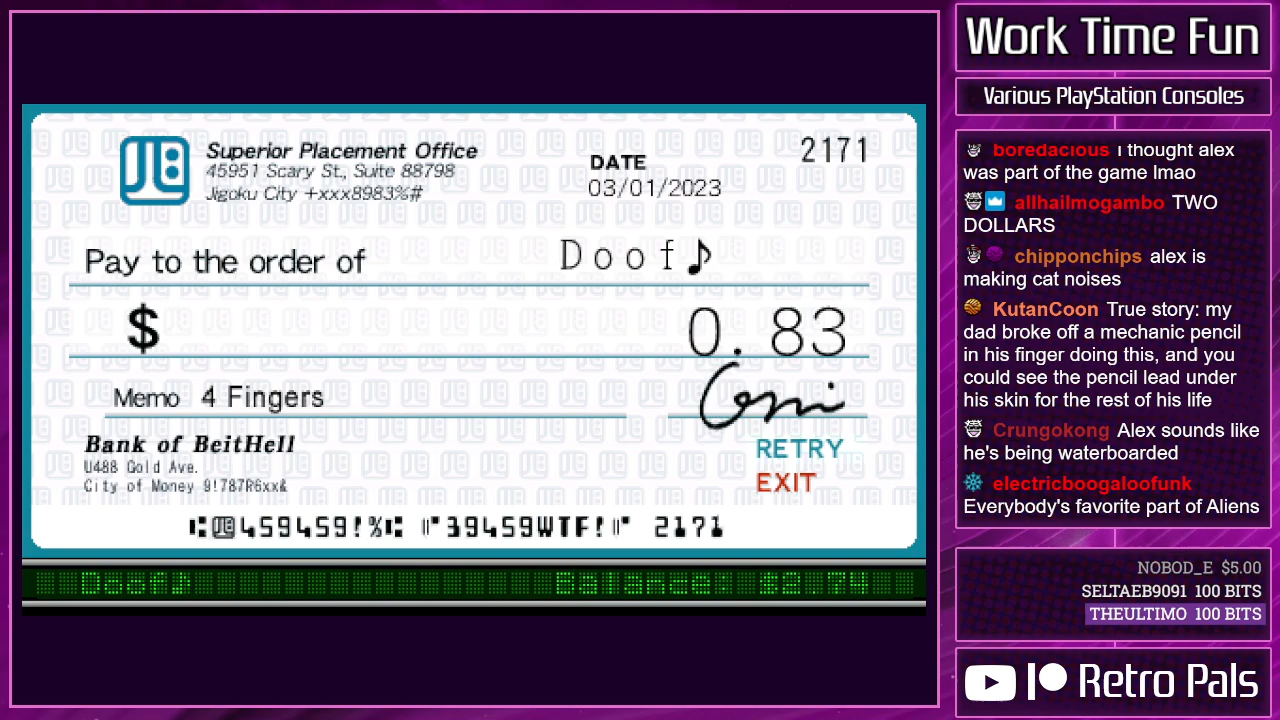 Superior Placement Office
45951 Scary St., Suite 88798
Jigoku City +xxx8983%#
DATE
03/01/2023
2171
Pay to the order of
Doof♪
$
0.83
Memo 4 Fingers
Bank of BeitHell
U488 Gold Ave.
City of Money 9!787R6xx&
RETRY
EXIT
459459!%
39459WTF!
2171
Doof♪
Balance: $2.74
Work Time Fun
Various PlayStation Consoles
boredacious i thought alex
was part of the game lmao
allhailmogambo TWO
DOLLARS
chipponchips alex is
making cat noises
KutanCoon True story: my
dad broke off a mechanic pencil
in his finger doing this, and you
could see the pencil lead under
his skin for the rest of his life
Crungokong Alex sounds like
he's being waterboarded
electricboogaloofunk
Everybody's favorite part of Aliens
NOBOD_E $5.00
SELTAEB9091 100 BITS
THEULTIMO 100 BITS
Retro Pals